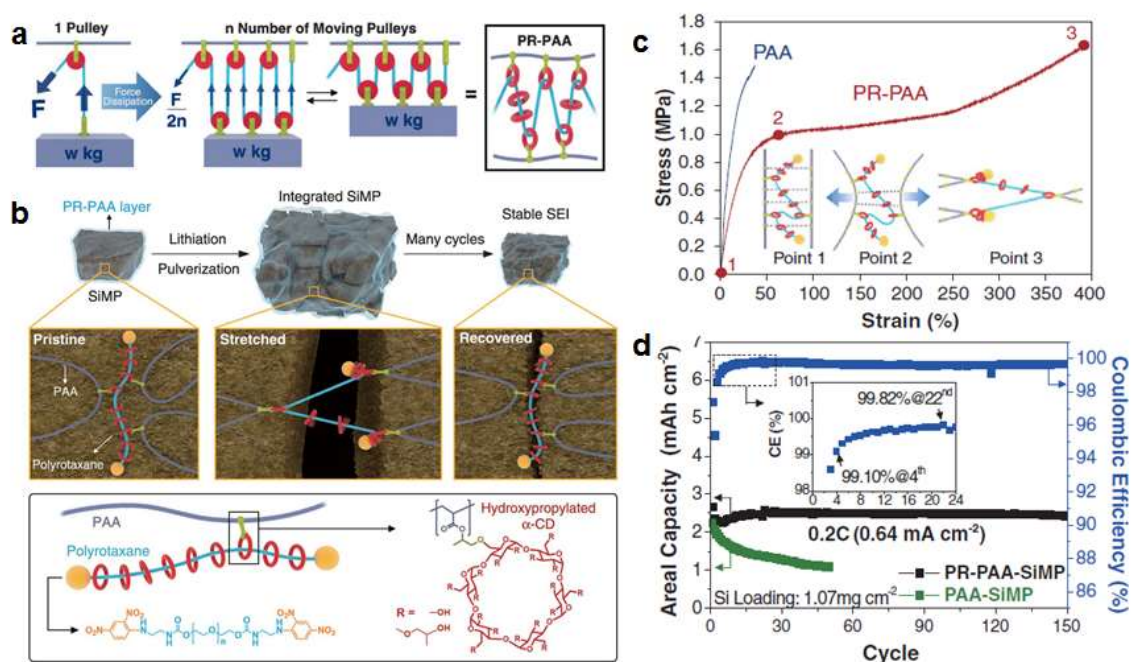 a
1 Pulley
n Number of Moving Pulleys
PR-PAA
F
Force
Dissipation
F
2n
=
w kg
w kg
w kg
b
PR-PAA layer
SiMP
Lithiation
Pulverization
Integrated SiMP
Many cycles
Stable SEI
Pristine
PAA
Polyrotaxane
Stretched
Recovered
PAA
Polyrotaxane
Hydroxypropylated
α-CD
R = —OH
OH
NO₂
O₂N
n
NO₂
NO₂
c
Stress (MPa)
1.8
1.6
1.4
1.2
1.0
0.8
0.6
0.4
0.2
0.0
PAA
PR-PAA
1
2
3
Point 1
Point 2
Point 3
0 50 100 150 200 250 300 350 400
Strain (%)
d
Areal Capacity (mAh cm⁻²)
7
6
5
4
3
2
1
0
Coulombic Efficiency (%)
100
98
96
94
92
90
88
86
CE (%)
101
100
99
98
99.82%@22nd
99.10%@4th
0 4 8 12 16 20 24
0.2C (0.64 mA cm⁻²)
PR-PAA-SiMP
PAA-SiMP
Si Loading: 1.07mg cm⁻²
0 30 60 90 120 150
Cycle